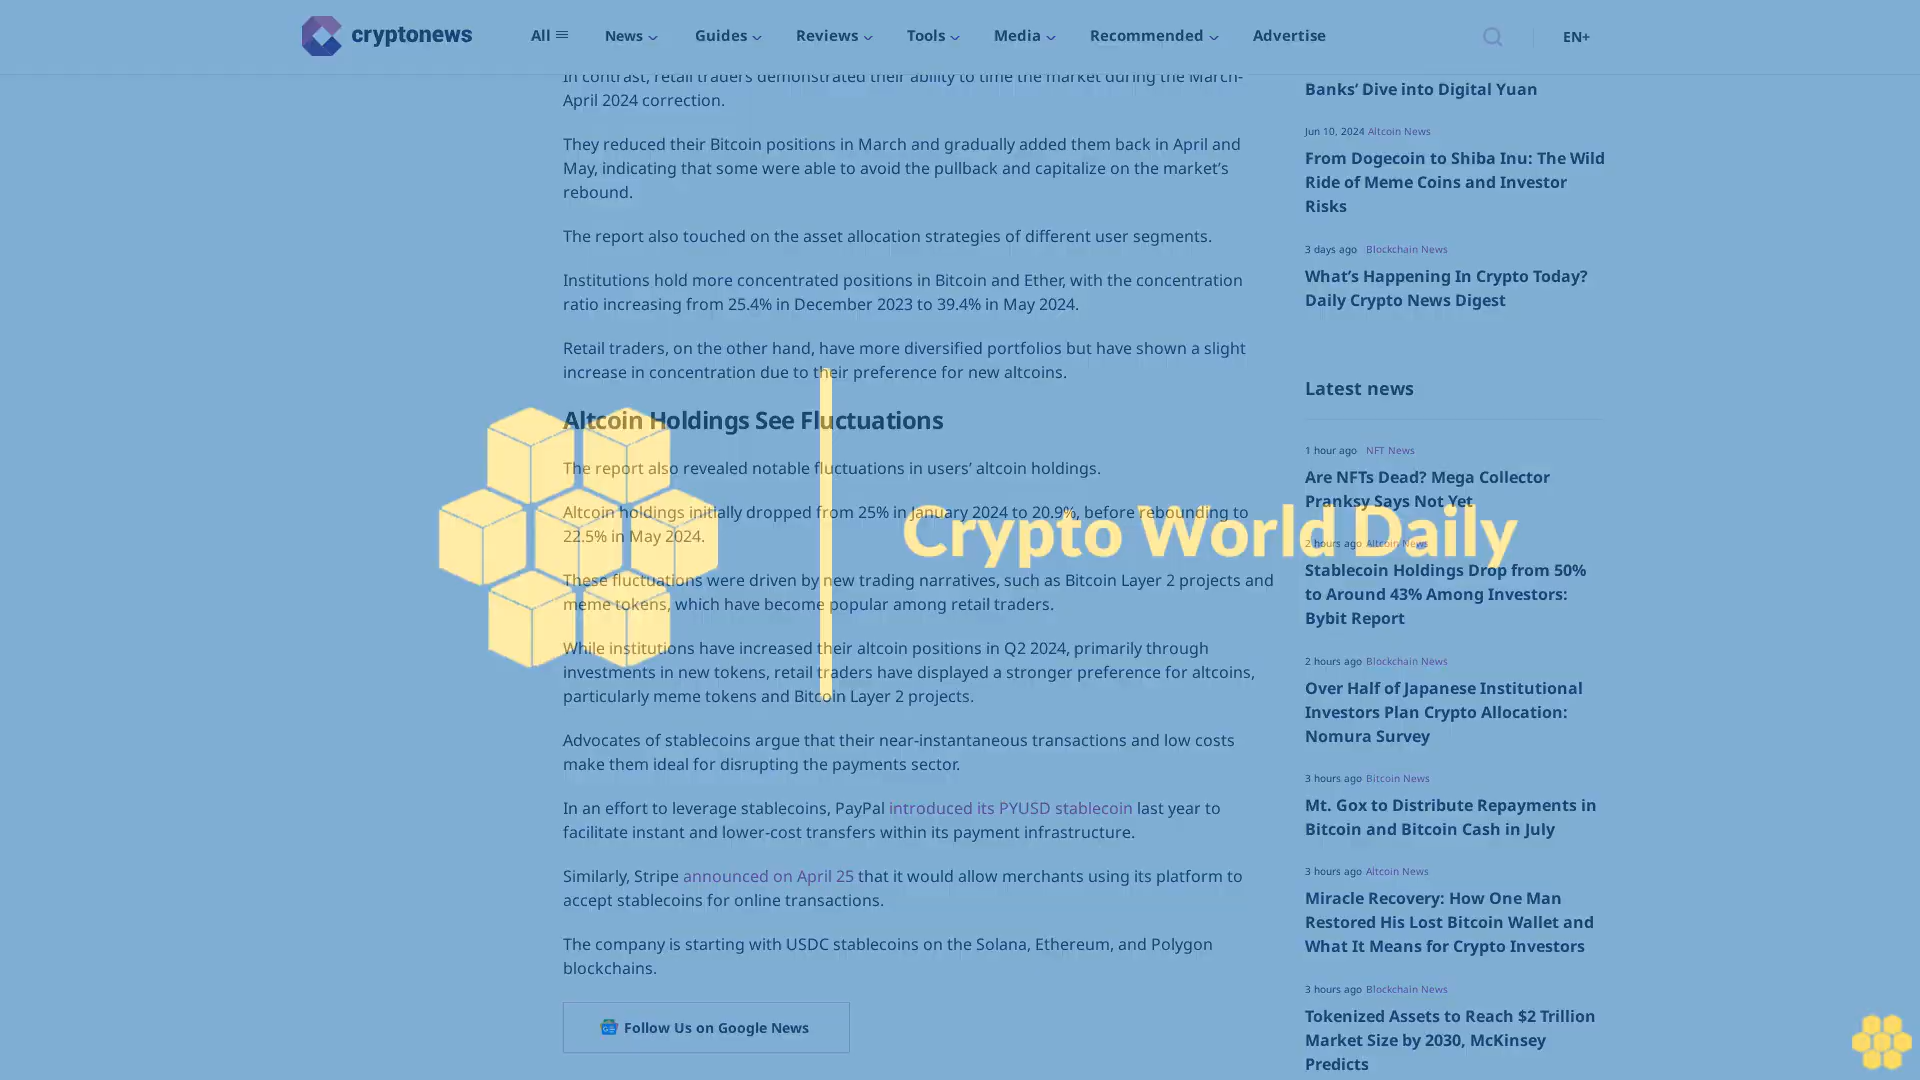 cryptonews
All
News
Guides
Reviews
Tools
Media
Recommended
Advertise
EN+
In contrast, retail traders demonstrated their ability to time the market during the March-
April 2024 correction.
They reduced their Bitcoin positions in March and gradually added them back in April and
May, indicating that some were able to avoid the pullback and capitalize on the market’s
rebound.
The report also touched on the asset allocation strategies of different user segments.
Institutions hold more concentrated positions in Bitcoin and Ether, with the concentration
ratio increasing from 25.4% in December 2023 to 39.4% in May 2024.
Retail traders, on the other hand, have more diversified portfolios but have shown a slight
increase in concentration due to their preference for new altcoins.
Altcoin Holdings See Fluctuations
The report also revealed notable fluctuations in users’ altcoin holdings.
Altcoin holdings initially dropped from 25% in January 2024 to 20.9%, before rebounding to
22.5% in May 2024.
These fluctuations were driven by new trading narratives, such as Bitcoin Layer 2 projects and
meme tokens, which have become popular among retail traders.
While institutions have increased their altcoin positions in Q2 2024, primarily through
investments in new tokens, retail traders have displayed a stronger preference for altcoins,
particularly meme tokens and Bitcoin Layer 2 projects.
Advocates of stablecoins argue that their near-instantaneous transactions and low costs
make them ideal for disrupting the payments sector.
In an effort to leverage stablecoins, PayPal introduced its PYUSD stablecoin last year to
facilitate instant and lower-cost transfers within its payment infrastructure.
Similarly, Stripe announced on April 25 that it would allow merchants using its platform to
accept stablecoins for online transactions.
The company is starting with USDC stablecoins on the Solana, Ethereum, and Polygon
blockchains.
Follow Us on Google News
Crypto World Daily
Banks’ Dive into Digital Yuan
Jun 10, 2024 Altcoin News
From Dogecoin to Shiba Inu: The Wild
Ride of Meme Coins and Investor
Risks
3 days ago Blockchain News
What’s Happening In Crypto Today?
Daily Crypto News Digest
Latest news
1 hour ago NFT News
Are NFTs Dead? Mega Collector
Pranksy Says Not Yet
2 hours ago Altcoin News
Stablecoin Holdings Drop from 50%
to Around 43% Among Investors:
Bybit Report
2 hours ago Blockchain News
Over Half of Japanese Institutional
Investors Plan Crypto Allocation:
Nomura Survey
3 hours ago Bitcoin News
Mt. Gox to Distribute Repayments in
Bitcoin and Bitcoin Cash in July
3 hours ago Altcoin News
Miracle Recovery: How One Man
Restored His Lost Bitcoin Wallet and
What It Means for Crypto Investors
3 hours ago Blockchain News
Tokenized Assets to Reach $2 Trillion
Market Size by 2030, McKinsey
Predicts